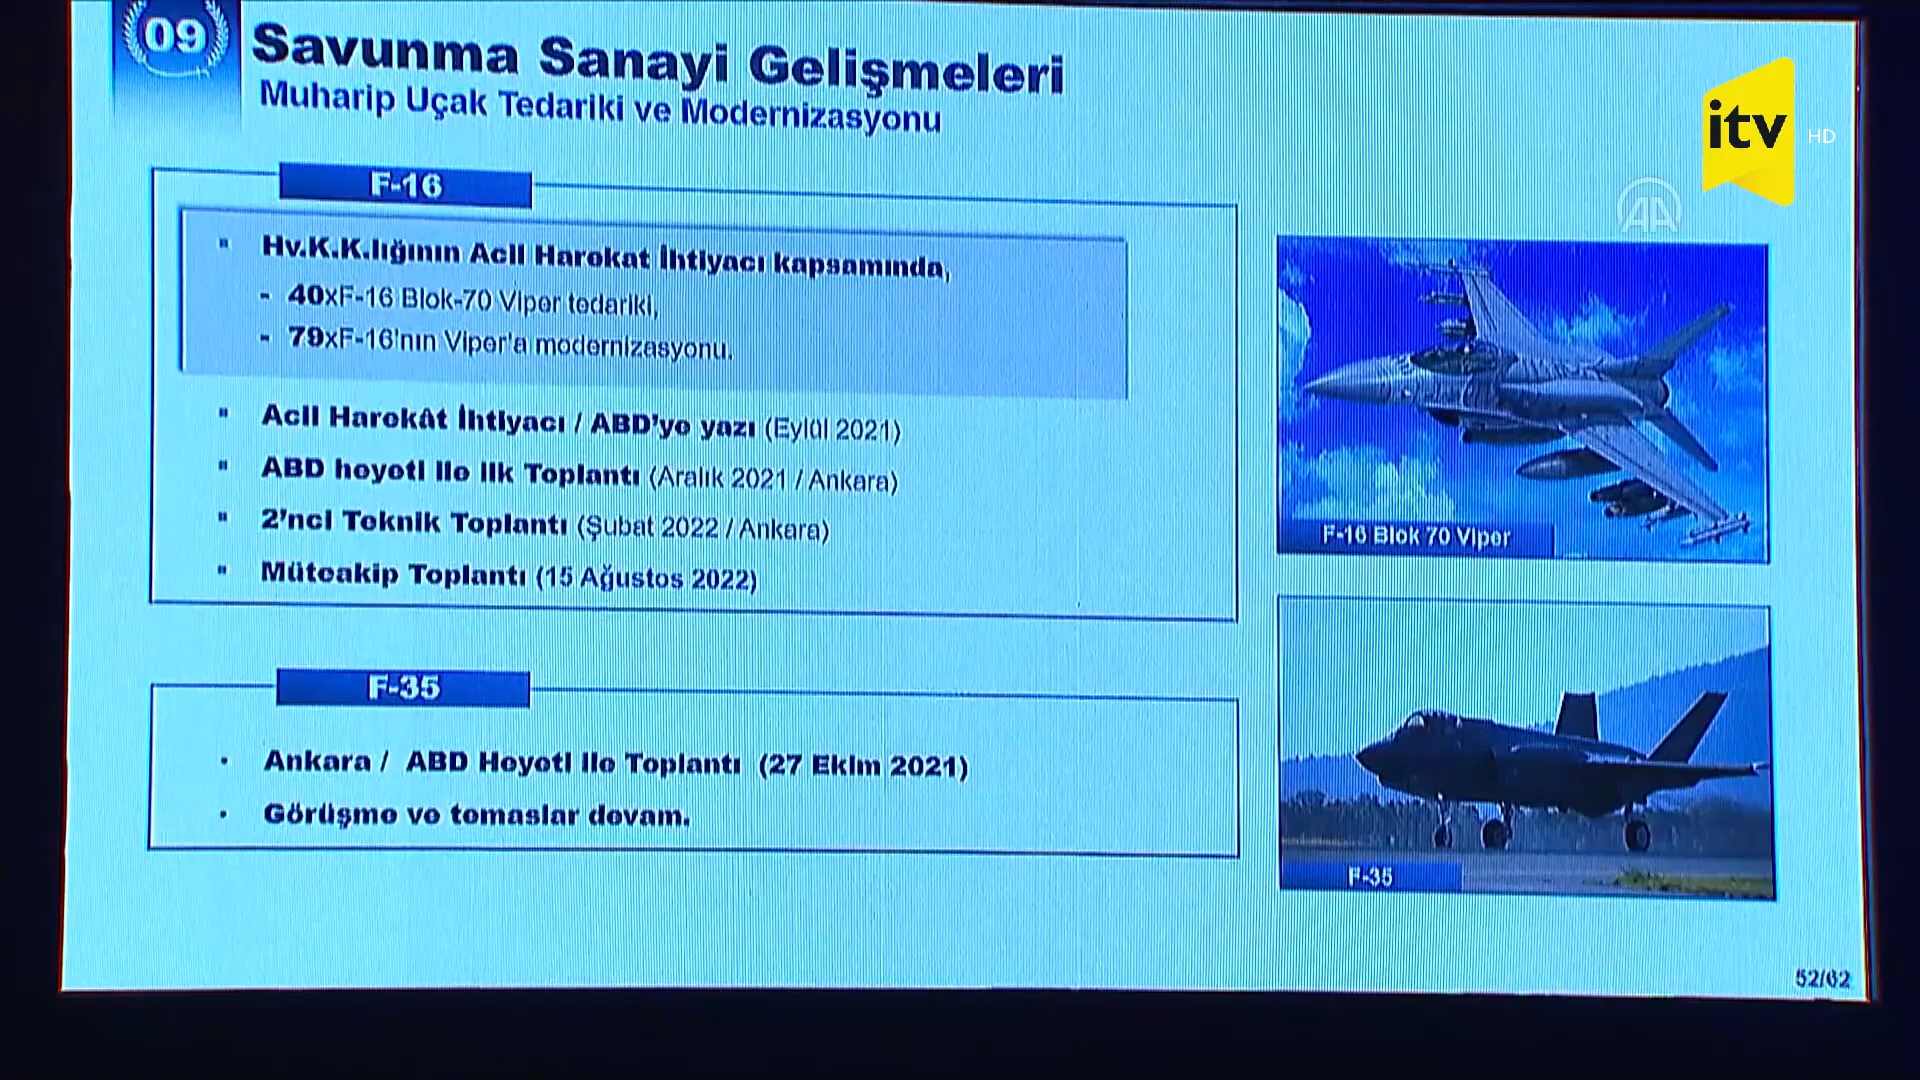 09
Savunma Sanayi Gelişmeleri
Muharip Uçak Tedariki ve Modernizasyonu
itv HD
AA
F-16
Hv.K.K.lığının Acil Harekat İhtiyacı kapsamında,
- 40xF-16 Blok-70 Viper tedariki,
- 79xF-16'nın Viper'a modernizasyonu.
Acil Harekât İhtiyacı / ABD'ye yazı (Eylül 2021)
ABD heyeti ile ilk Toplantı (Aralık 2021 / Ankara)
2'nci Teknik Toplantı (Şubat 2022 / Ankara)
Müteakip Toplantı (15 Ağustos 2022)
F-16 Blok 70 Viper
F-35
Ankara / ABD Heyeti ile Toplantı (27 Ekim 2021)
Görüşme ve temaslar devam.
F-35
52/62